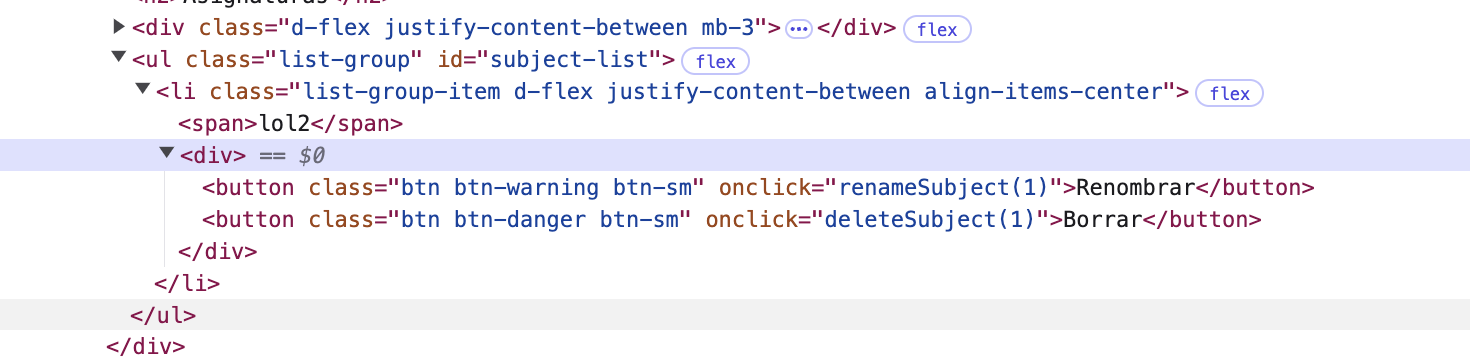 <h2>Asignaturas</h2>
<div class="d-flex justify-content-between mb-3">⋯</div> flex
<ul class="list-group" id="subject-list"> flex
<li class="list-group-item d-flex justify-content-between align-items-center"> flex
<span>lol2</span>
<div> == $0
<button class="btn btn-warning btn-sm" onclick="renameSubject(1)">Renombrar</button>
<button class="btn btn-danger btn-sm" onclick="deleteSubject(1)">Borrar</button>
</div>
</li>
</ul>
</div>